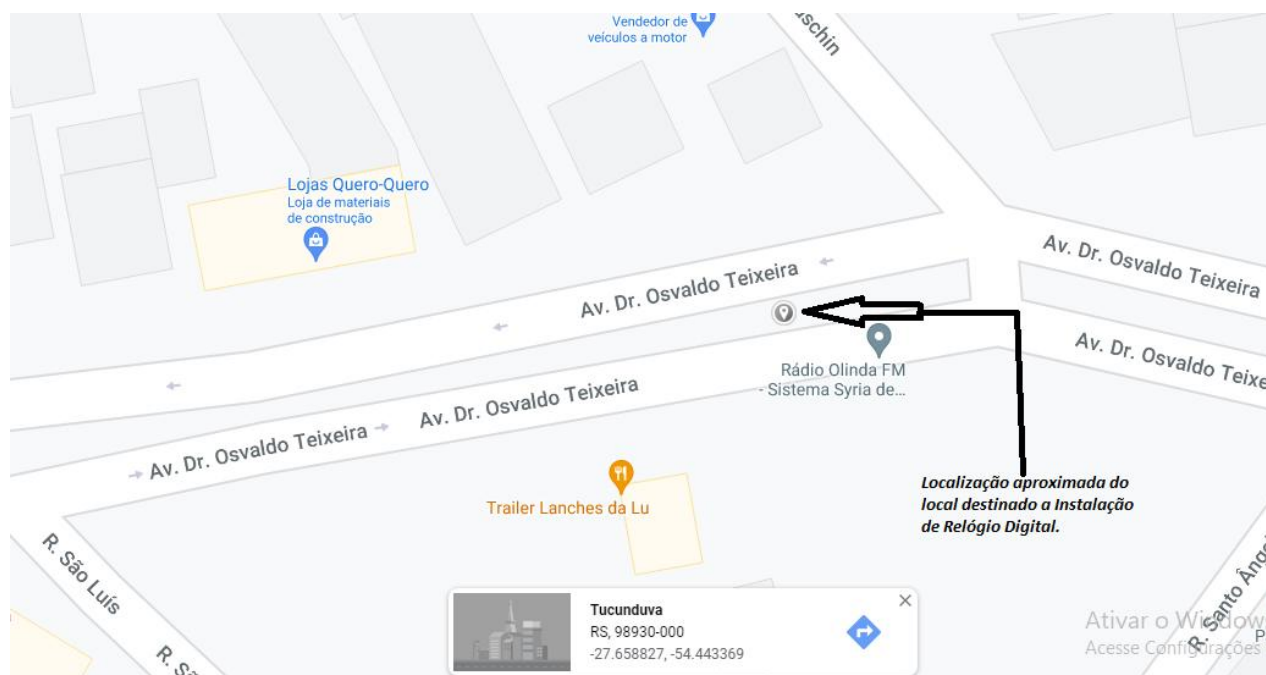 Vendedor de
veículos a motor
Lojas Quero-Quero
Loja de materiais
de construção
Av. Dr. Osvaldo Teixeira
Av. Dr. Osvaldo Teixeira
Av. Dr. Osvaldo
Rádio Olinda FM
- Sistema Syria de...
Av. Dr. Osvaldo Teixeira
Av. Dr. Osvaldo Teixeira
Localização aproximada do
local destinado a Instalação
de Relógio Digital.
Trailer Lanches da Lu
R. São Luís
R. Santo
Tucunduva
RS, 98930-000
-27.658827, -54.443369
Ativar o Windows
Acesse Configurações